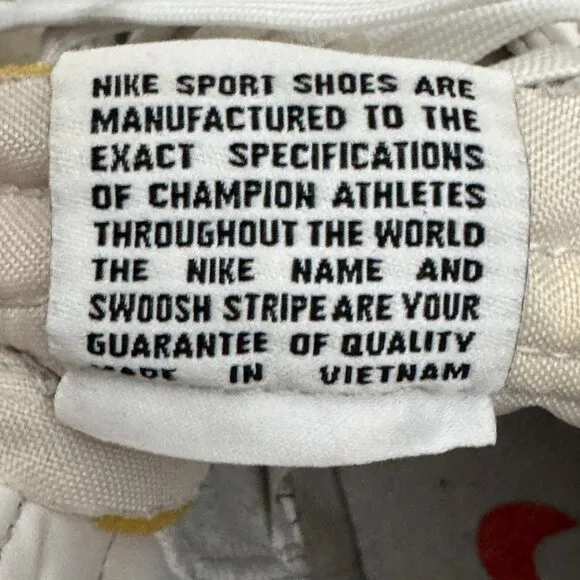 NIKE SPORT SHOES ARE
MANUFACTURED TO THE
EXACT SPECIFICATIONS
OF CHAMPION ATHLETES
THROUGHOUT THE WORLD
THE NIKE NAME AND
SWOOSH STRIPE ARE YOUR
GUARANTEE OF QUALITY
MADE IN VIETNAM